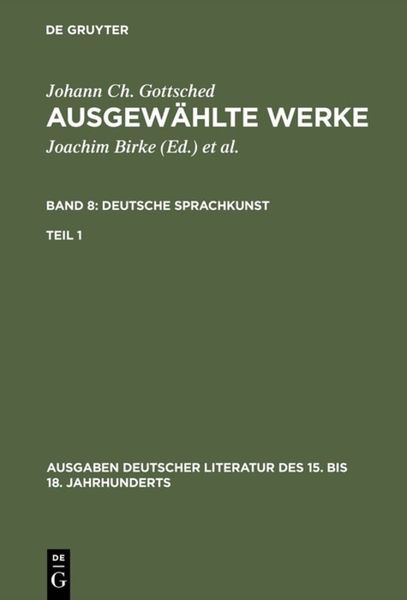 DE GRUYTER
Johann Ch. Gottsched
AUSGEWÄHLTE WERKE
Joachim Birke (Ed.) et al.
BAND 8: DEUTSCHE SPRACHKUNST
TEIL 1
AUSGABEN DEUTSCHER LITERATUR DES 15. BIS
18. JAHRHUNDERTS
DE
G